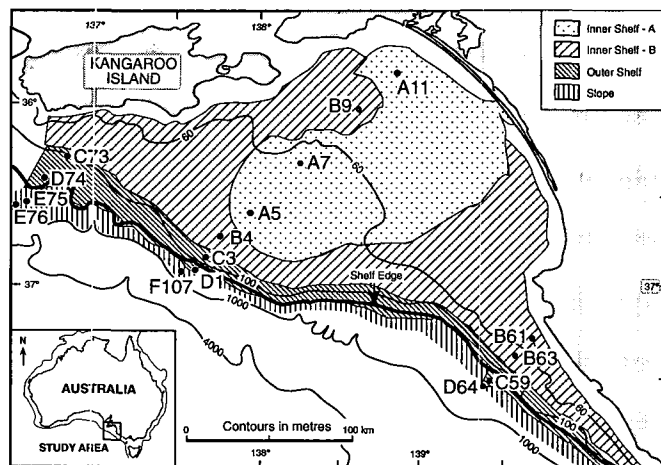 137°
138°
KANGAROO
ISLAND
36°
Inner Shelf - A
Inner Shelf - B
Outer Shelf
Slope
A11
B9
60
A7
60
C73
D74
E75
E76
A5
B4
C3
D1
F107
100
1000
37°
37°
Shelf Edge
4000
B61
B63
C59
D64
60
100
1000
N
AUSTRALIA
STUDY AREA
Contours in metres
0
100 km
138°
139°